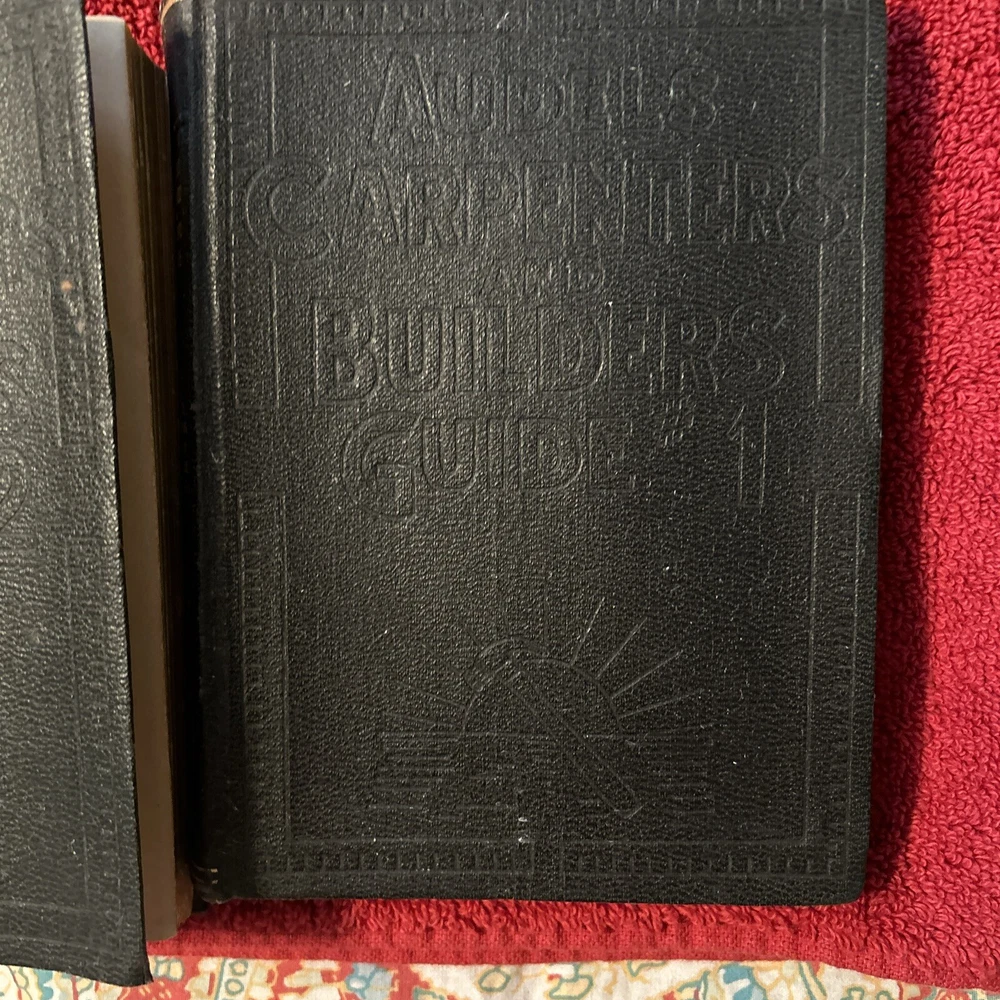 AUDELS
CARPENTERS
AND
BUILDERS
GUIDE #1